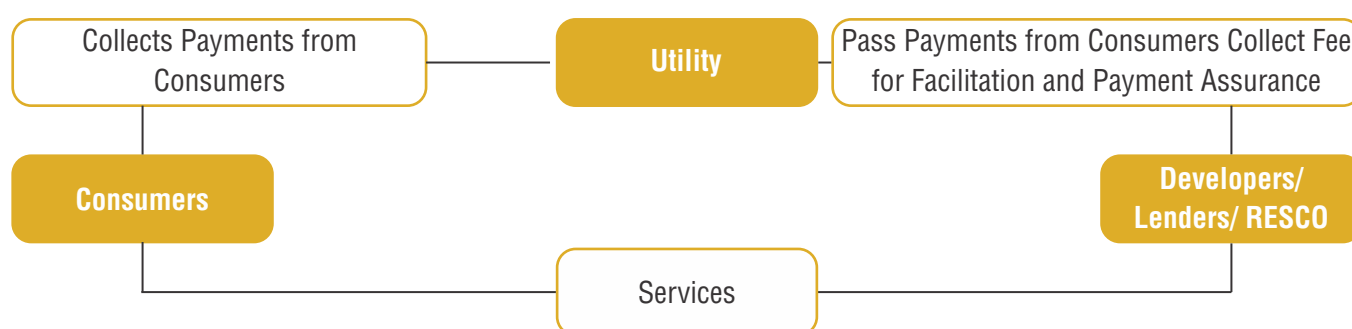 Collects Payments from
Consumers
Utility
Pass Payments from Consumers Collect Fee
for Facilitation and Payment Assurance
Consumers
Developers/
Lenders/ RESCO
Services